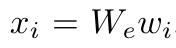 x_i = W_e w_i.